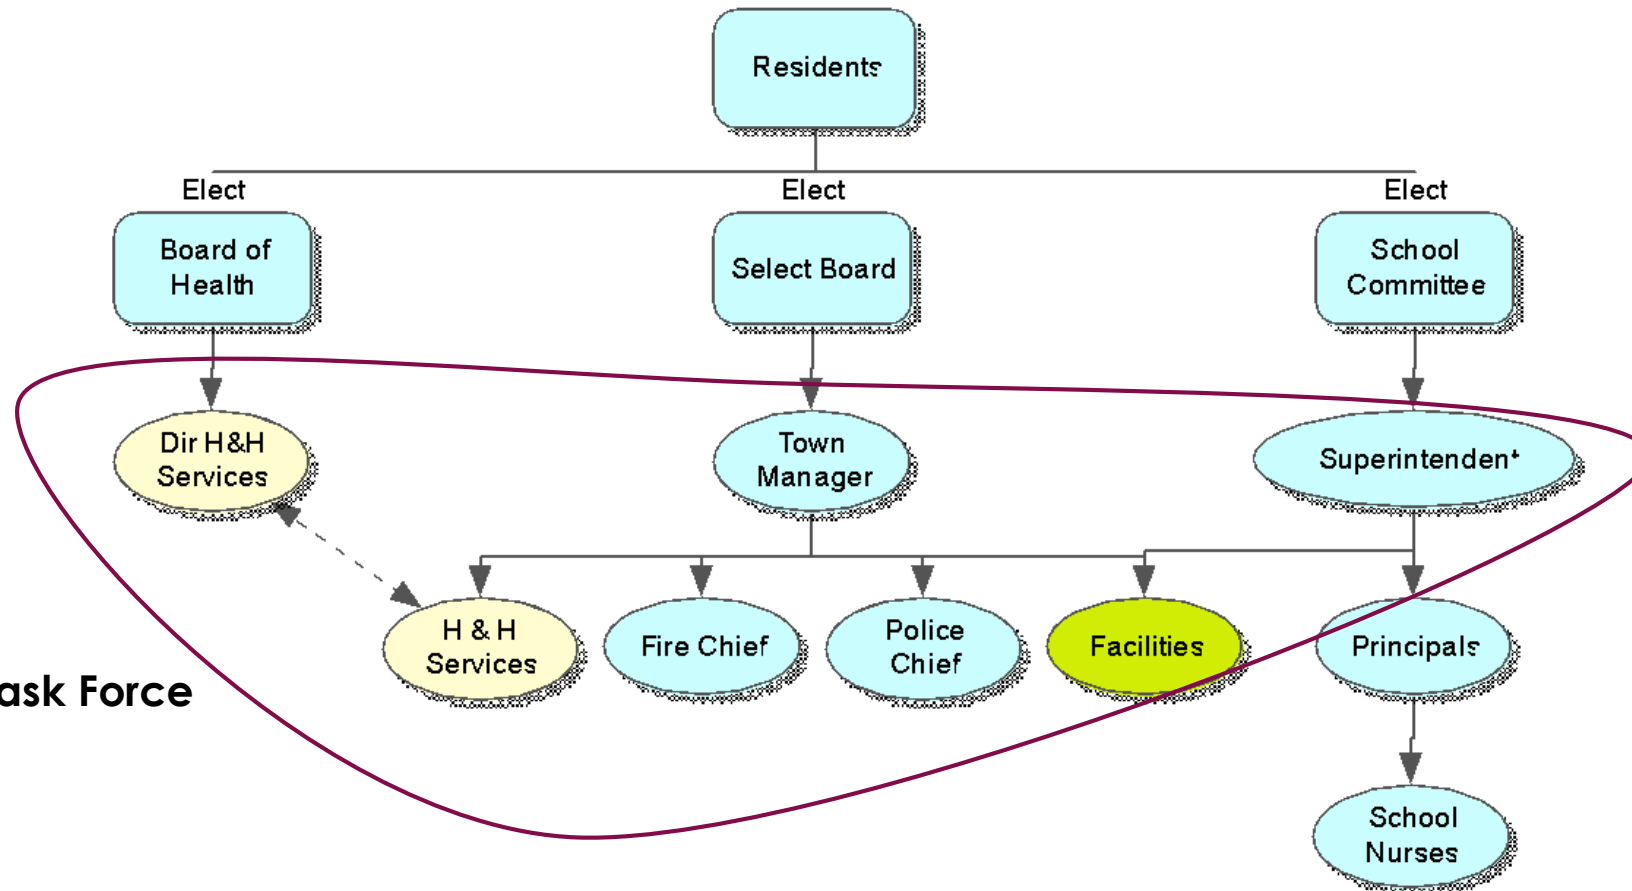 Residents
Elect
Elect
Elect
Board of
Health
Select Board
School
Committee
Dir H&H
Services
Town
Manager
Superintendent
H & H
Services
Fire Chief
Police
Chief
Facilities
Principals
ask Force
School
Nurses